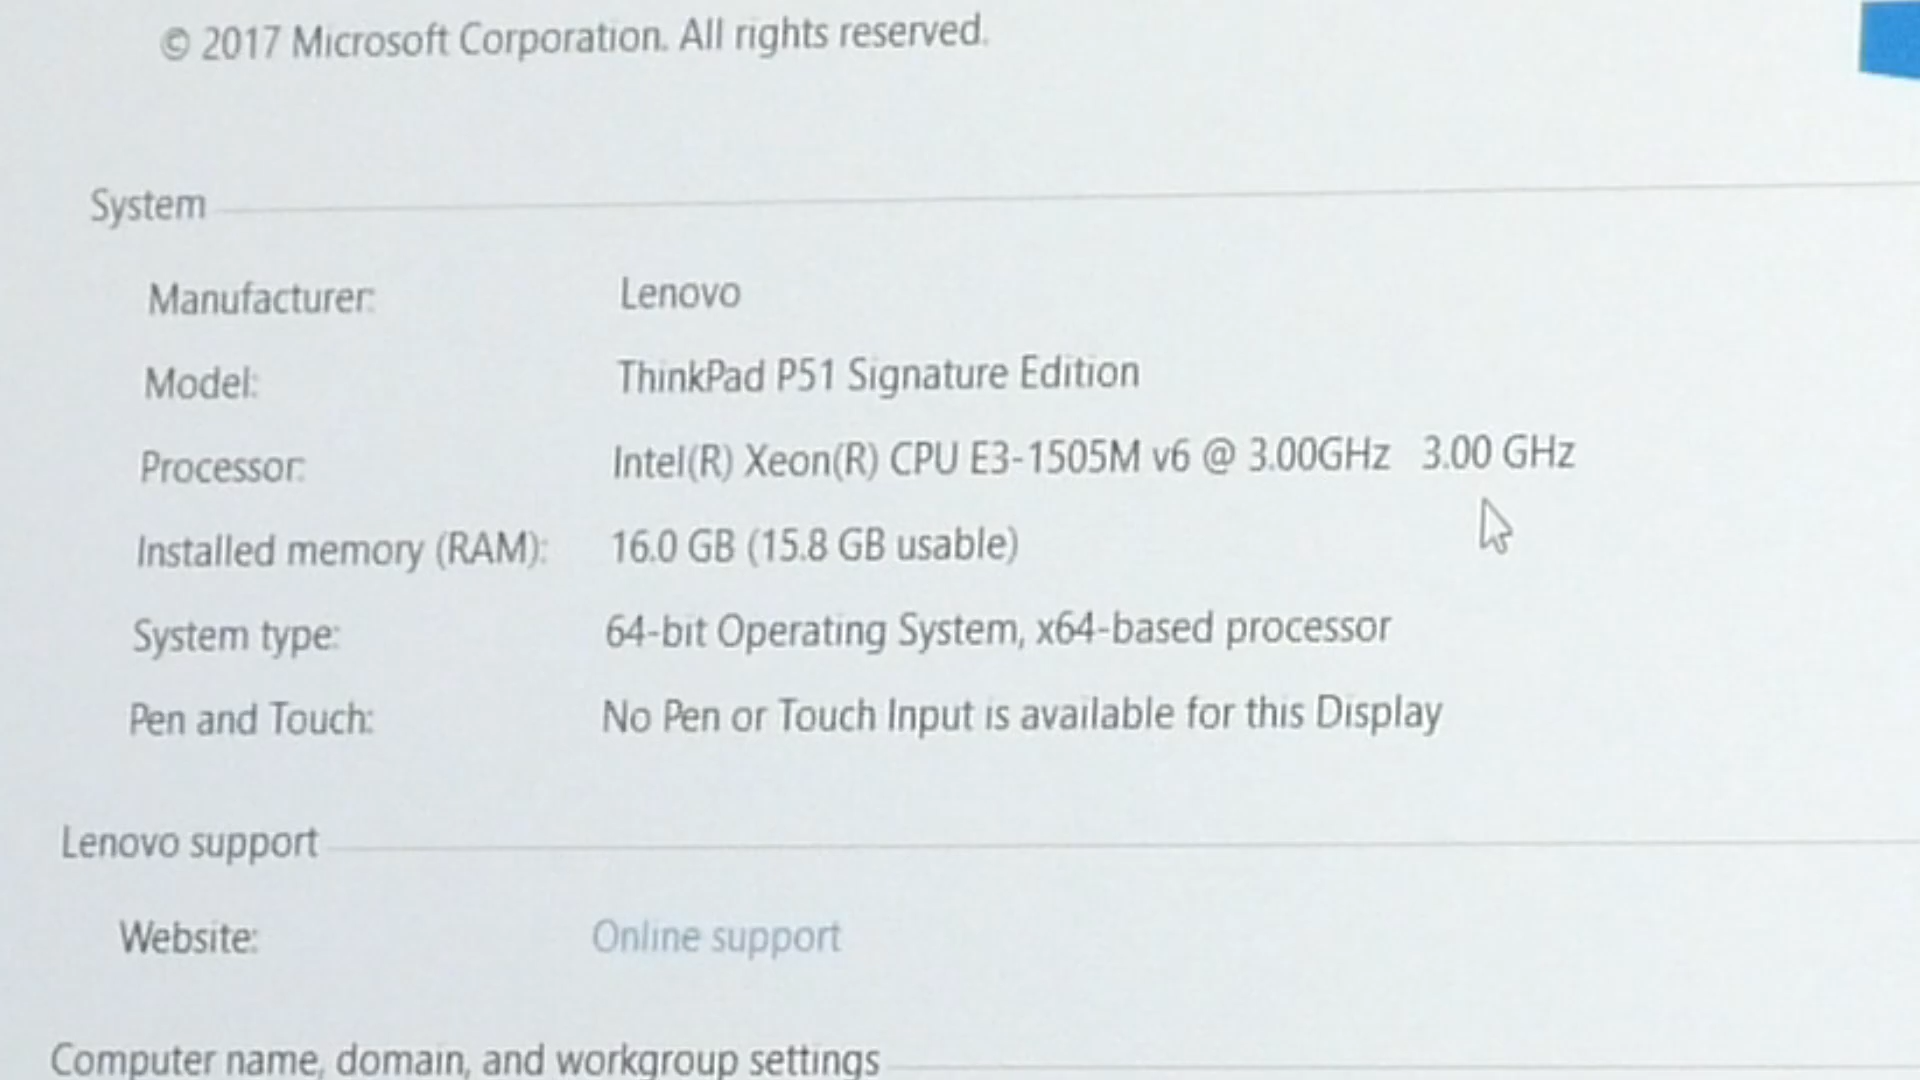 © 2017 Microsoft Corporation. All rights reserved.
System
Manufacturer: Lenovo
Model: ThinkPad P51 Signature Edition
Processor: Intel(R) Xeon(R) CPU E3-1505M v6 @ 3.00GHz 3.00 GHz
Installed memory (RAM): 16.0 GB (15.8 GB usable)
System type: 64-bit Operating System, x64-based processor
Pen and Touch: No Pen or Touch Input is available for this Display
Lenovo support
Website: Online support
Computer name, domain, and workgroup settings